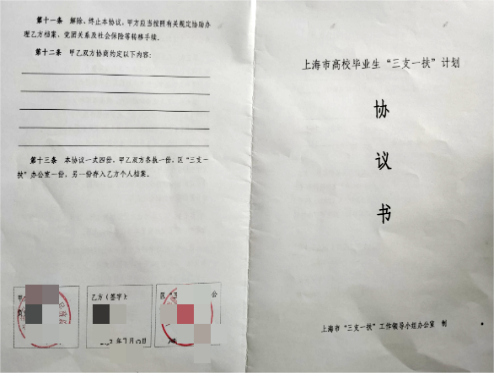 第十一条 解除、终止本协议，甲方应当按照有关规定协助办
理乙方档案、党团关系及社会保险等转移手续。
第十二条 甲乙双方协商约定以下内容：
第十三条 本协议一式四份，甲乙双方各执一份，区“三支一
扶”办公室一份，另一份存入乙方个人档案。
甲
乙方（签字）：
区“
公
年7月
上海市高校毕业生“三支一扶”计划
协
议
书
上海市“三支一扶”工作领导小组办公室 制